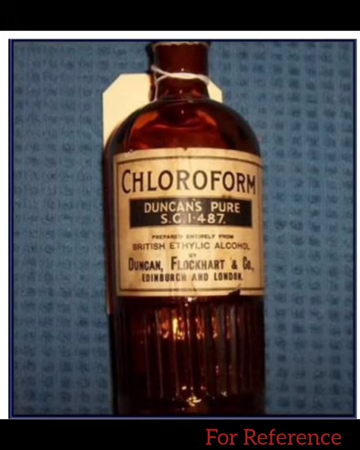 CHLOROFORM
DUNCAN'S PURE
S.G. 1·487.
PREPARED ENTIRELY FROM
BRITISH ETHYLIC ALCOHOL
BY
DUNCAN, FLOCKHART & Co.,
EDINBURGH AND LONDON.
For Reference